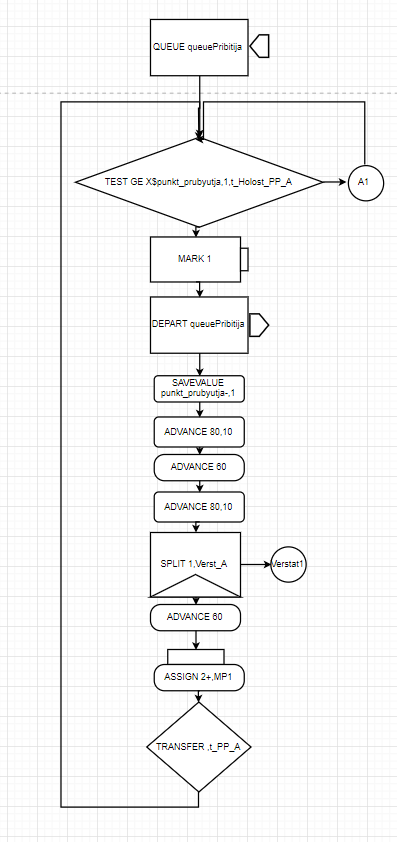 QUEUE queuePribitija
TEST GE X$punkt_prubyutja,1,t_Holost_PP_A
A1
MARK 1
DEPART queuePribitija
SAVEVALUE
punkt_prubyutja-,1
ADVANCE 80,10
ADVANCE 60
ADVANCE 80,10
SPLIT 1,Verst_A
Verstat1
ADVANCE 60
ASSIGN 2+,MP1
TRANSFER ,t_PP_A